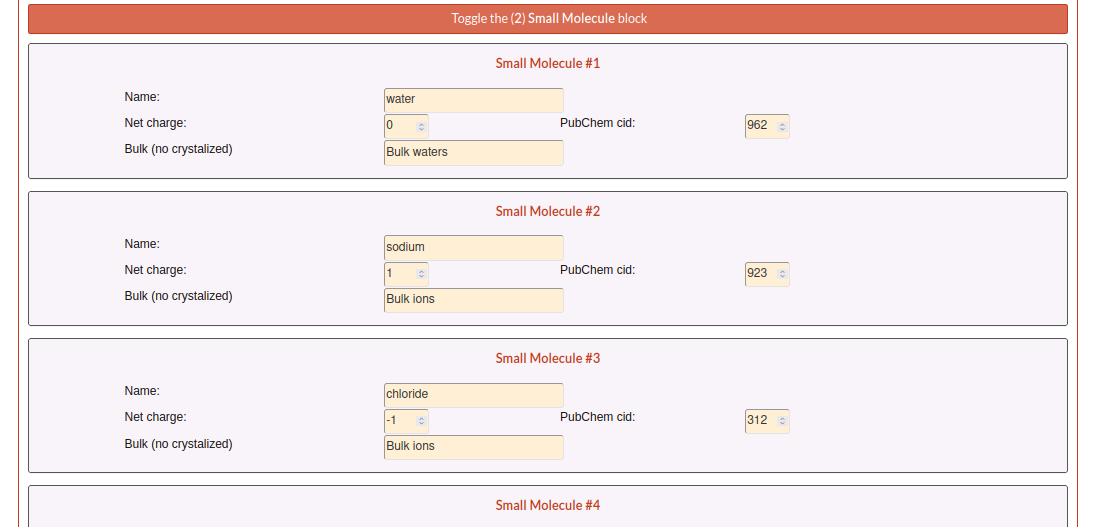 Toggle the (2) Small Molecule block
Small Molecule #1
Name: water
Net charge: 0 PubChem cid: 962
Bulk (no crystalized) Bulk waters
Small Molecule #2
Name: sodium
Net charge: 1 PubChem cid: 923
Bulk (no crystalized) Bulk ions
Small Molecule #3
Name: chloride
Net charge: -1 PubChem cid: 312
Bulk (no crystalized) Bulk ions
Small Molecule #4